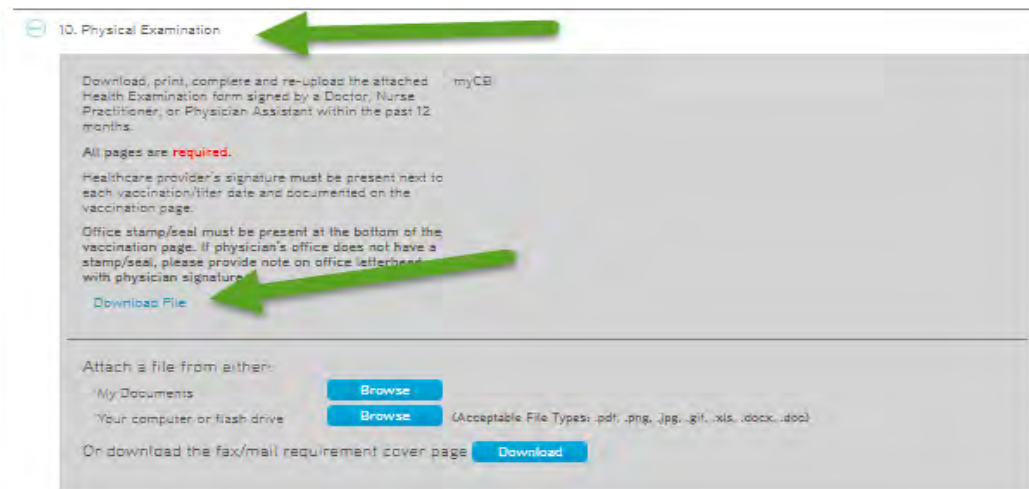 10. Physical Examination
Download, print, complete and re-upload the attached myCB
Health Examination form signed by a Doctor, Nurse
Practitioner, or Physician Assistant within the past 12
months.
All pages are required.
Healthcare provider's signature must be present next to
each vaccination/titer date and documented on the
vaccination page.
Office stamp/seal must be present at the bottom of the
vaccination page. If physician's office does not have a
stamp/seal, please provide note on office letterhead
with physician signature
Download File
Attach a file from either:
My Documents Browse
Your computer or flash drive Browse (Acceptable File Types: .pdf, .png, .jpg, .gif, .xls, .docx, .doc)
Or download the fax/mail requirement cover page Download